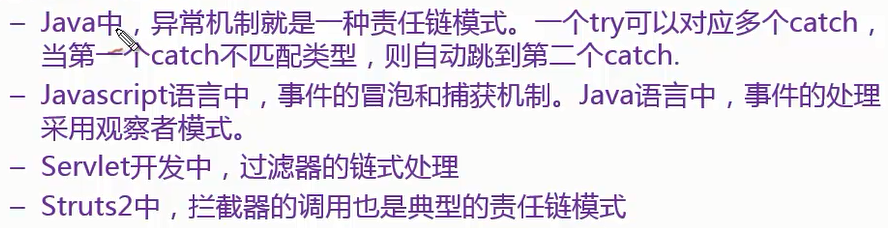 – Java中，异常机制就是一种责任链模式。一个try可以对应多个catch，
当第一个catch不匹配类型，则自动跳到第二个catch.
– Javascript语言中，事件的冒泡和捕获机制。Java语言中，事件的处理
采用观察者模式。
– Servlet开发中，过滤器的链式处理
– Struts2中，拦截器的调用也是典型的责任链模式